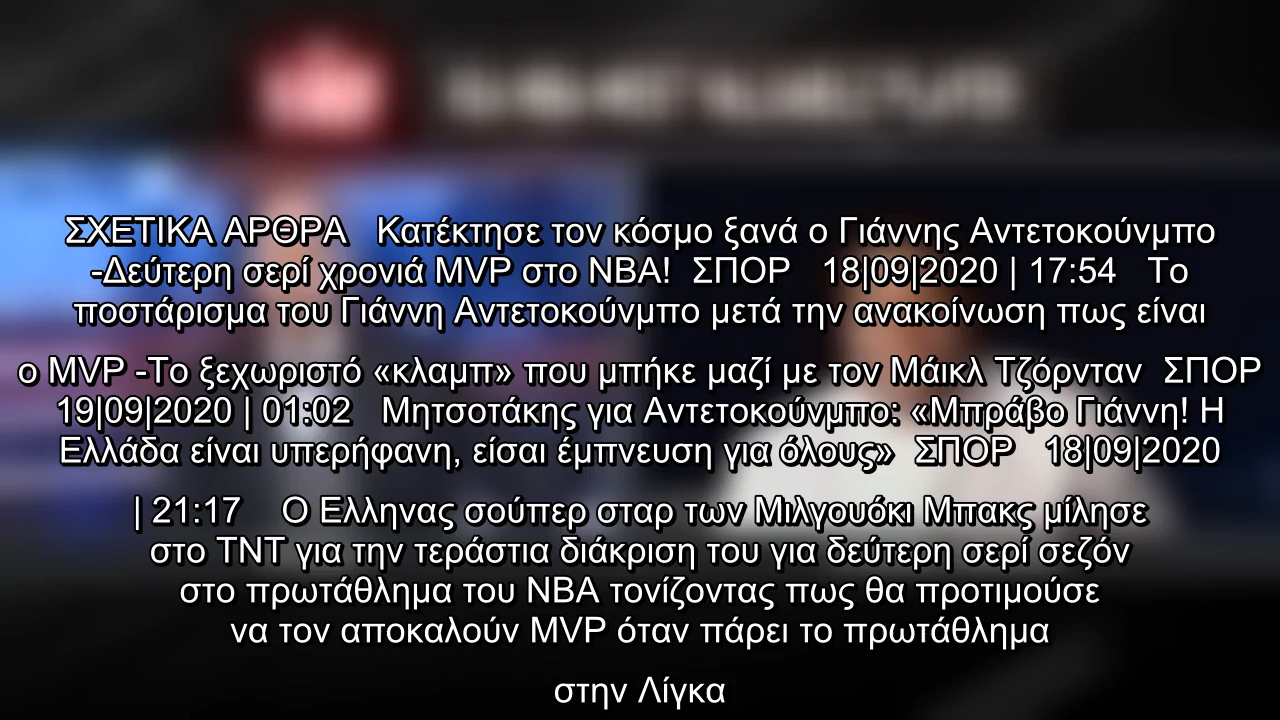 ΣΧΕΤΙΚΑ ΑΡΘΡΑ   Κατέκτησε τον κόσμο ξανά ο Γιάννης Αντετοκούνμπο
-Δεύτερη σερί χρονιά MVP στο NBA!  ΣΠΟΡ   18|09|2020 | 17:54   Το
ποστάρισμα του Γιάννη Αντετοκούνμπο μετά την ανακοίνωση πως είναι
ο MVP -Το ξεχωριστό «κλαμπ» που μπήκε μαζί με τον Μάικλ Τζόρνταν  ΣΠΟΡ
19|09|2020 | 01:02   Μητσοτάκης για Αντετοκούνμπο: «Μπράβο Γιάννη! Η
Ελλάδα είναι υπερήφανη, είσαι έμπνευση για όλους»  ΣΠΟΡ   18|09|2020
| 21:17    Ο Ελληνας σούπερ σταρ των Μιλγουόκι Μπακς μίλησε
στο TNT για την τεράστια διάκριση του για δεύτερη σερί σεζόν
στο πρωτάθλημα του NBA τονίζοντας πως θα προτιμούσε
να τον αποκαλούν MVP όταν πάρει το πρωτάθλημα
στην Λίγκα